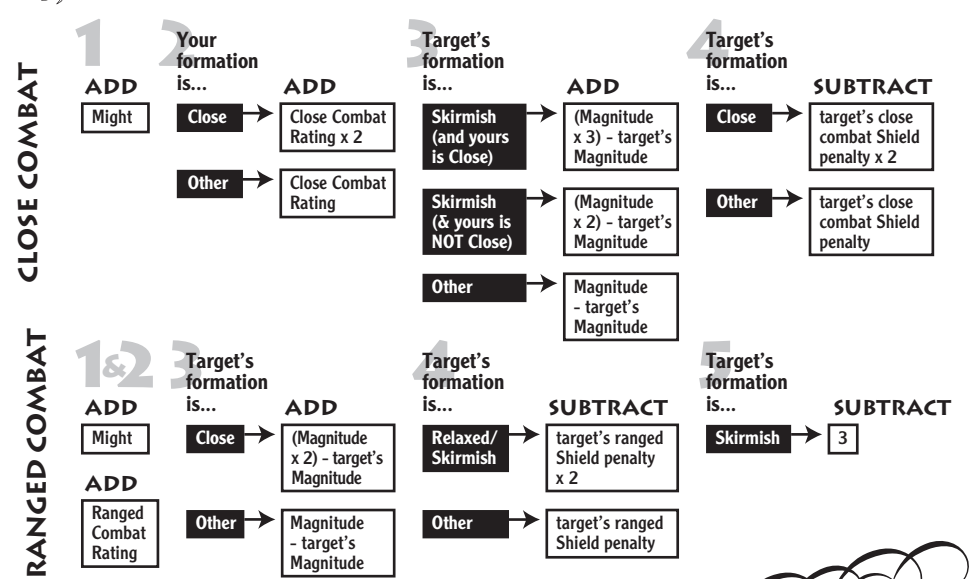 CLOSE COMBAT
1
ADD
Might
2
Your
formation
is...
ADD
Close
Close Combat
Rating x 2
Other
Close Combat
Rating
3
Target's
formation
is...
ADD
Skirmish
(and yours
is Close)
(Magnitude
x 3) – target's
Magnitude
Skirmish
(& yours is
NOT Close)
(Magnitude
x 2) – target's
Magnitude
Other
Magnitude
– target's
Magnitude
4
Target's
formation
is...
SUBTRACT
Close
target's close
combat Shield
penalty x 2
Other
target's close
combat Shield
penalty
RANGED COMBAT
1&2
ADD
Might
ADD
Ranged
Combat
Rating
3
Target's
formation
is...
ADD
Close
(Magnitude
x 2) – target's
Magnitude
Other
Magnitude
– target's
Magnitude
4
Target's
formation
is...
SUBTRACT
Relaxed/
Skirmish
target's ranged
Shield penalty
x 2
Other
target's ranged
Shield penalty
5
Target's
formation
is...
SUBTRACT
Skirmish
3